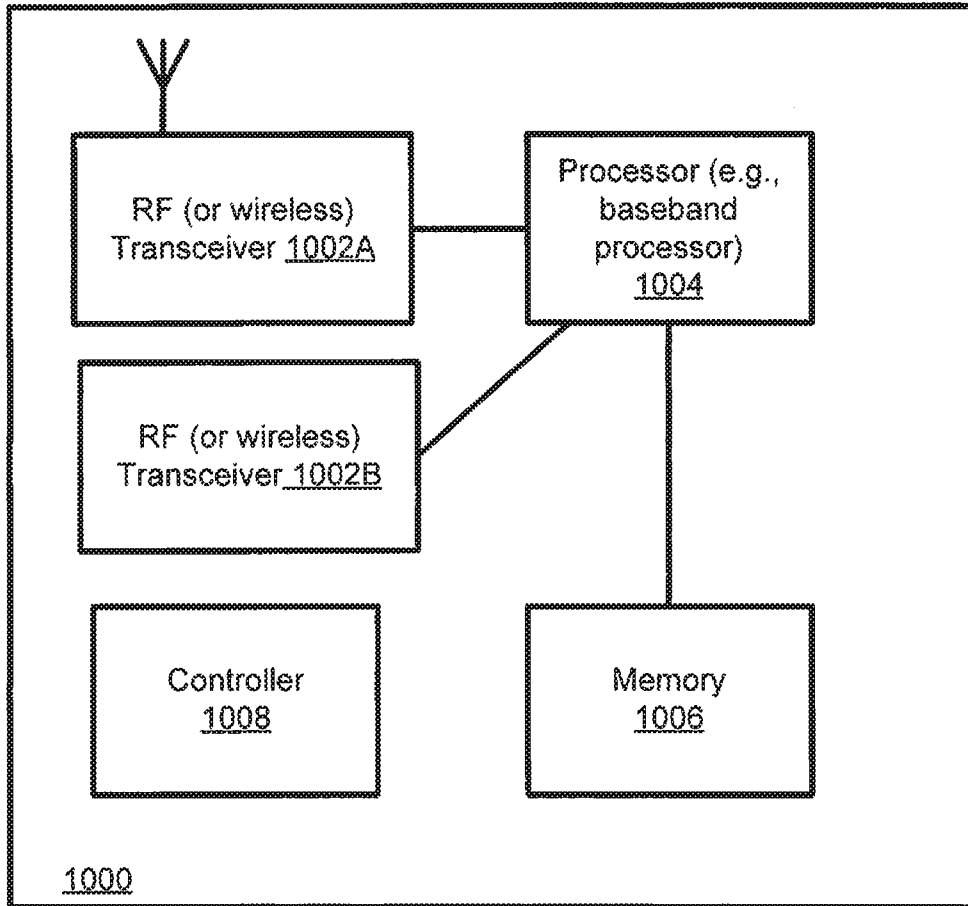 RF (or wireless)
Transceiver 1002A
Processor (e.g.,
baseband
processor)
1004
RF (or wireless)
Transceiver 1002B
Controller
1008
Memory
1006
1000